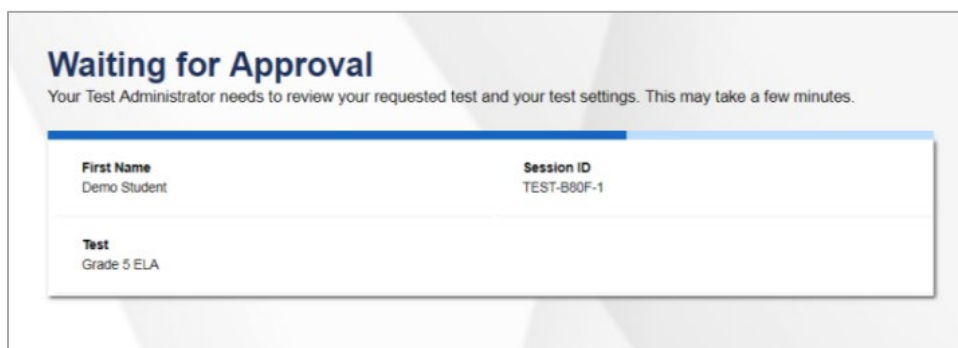 Waiting for Approval
Your Test Administrator needs to review your requested test and your test settings. This may take a few minutes.
First Name
Demo Student
Session ID
TEST-B80F-1
Test
Grade 5 ELA